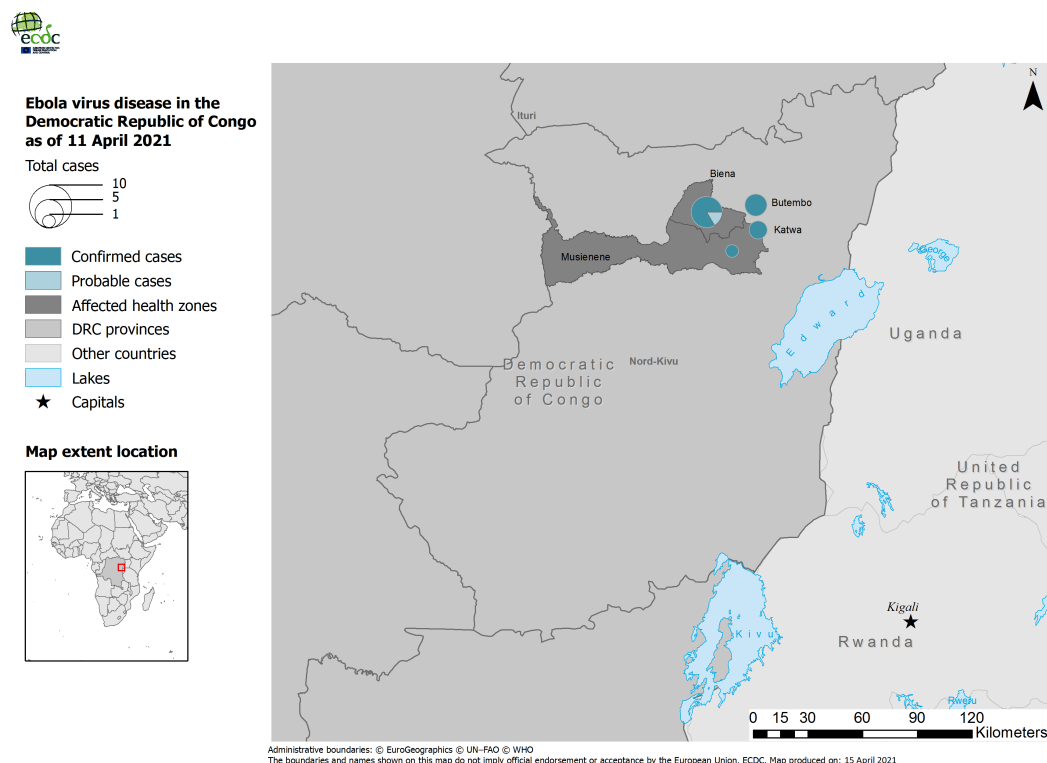 ecdc
Ebola virus disease in the
Democratic Republic of Congo
as of 11 April 2021
Total cases
10
5
1
Confirmed cases
Probable cases
Affected health zones
DRC provinces
Other countries
Lakes
Capitals
Map extent location
N
Ituri
Biena
Butembo
Katwa
Musienene
George
Edward
Uganda
Democratic
Republic
of Congo
Nord-Kivu
United
Republic
of Tanzania
Kigali
Kivu
Rwanda
Rweru
0 15 30 60 90 120
Kilometers
Administrative boundaries: © EuroGeographics © UN–FAO © WHO
The boundaries and names shown on this map do not imply official endorsement or acceptance by the European Union. ECDC. Map produced on: 15 April 2021